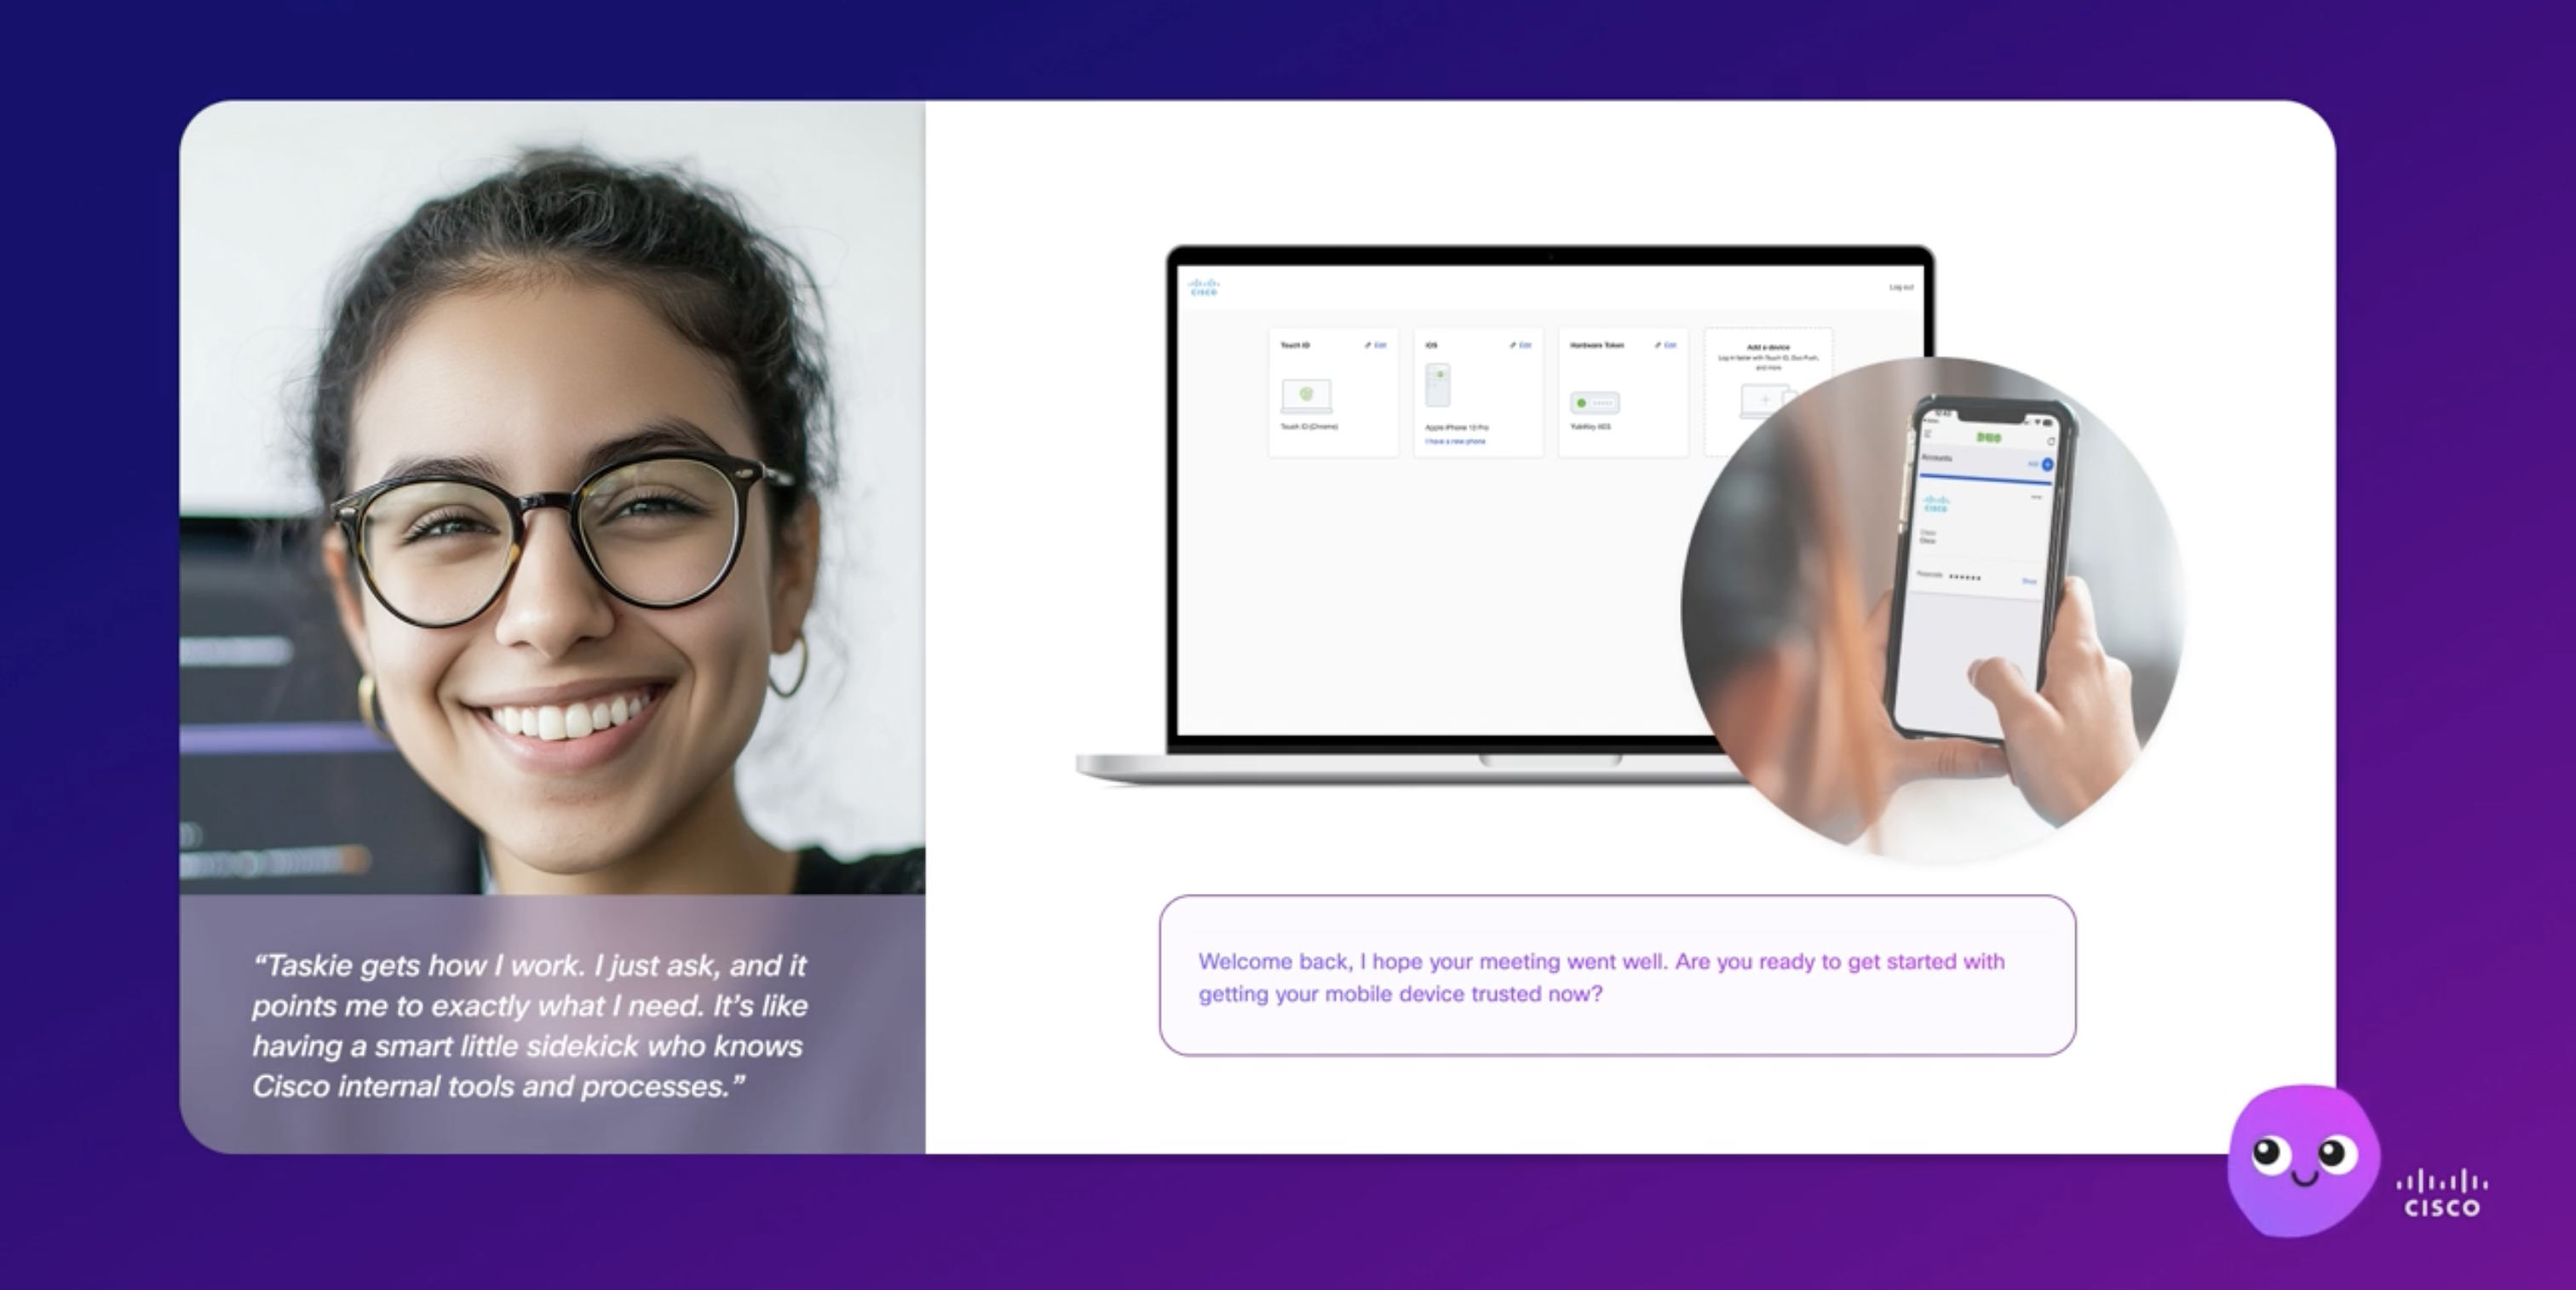 “Taskie gets how I work. I just ask, and it
points me to exactly what I need. It’s like
having a smart little sidekick who knows
Cisco internal tools and processes.”
CISCO
Log out
Touch ID
Edit
iOS
Edit
Hardware Token
Edit
Add a device
Log in faster with Touch ID, Duo Push,
and more
Touch ID (Chrome)
Apple iPhone 13 Pro
I have a new phone
YubiKey
DUO
Accounts
Add
CISCO
Cisco
Cisco
Passcode ••••••
Show
Welcome back, I hope your meeting went well. Are you ready to get started with
getting your mobile device trusted now?
CISCO